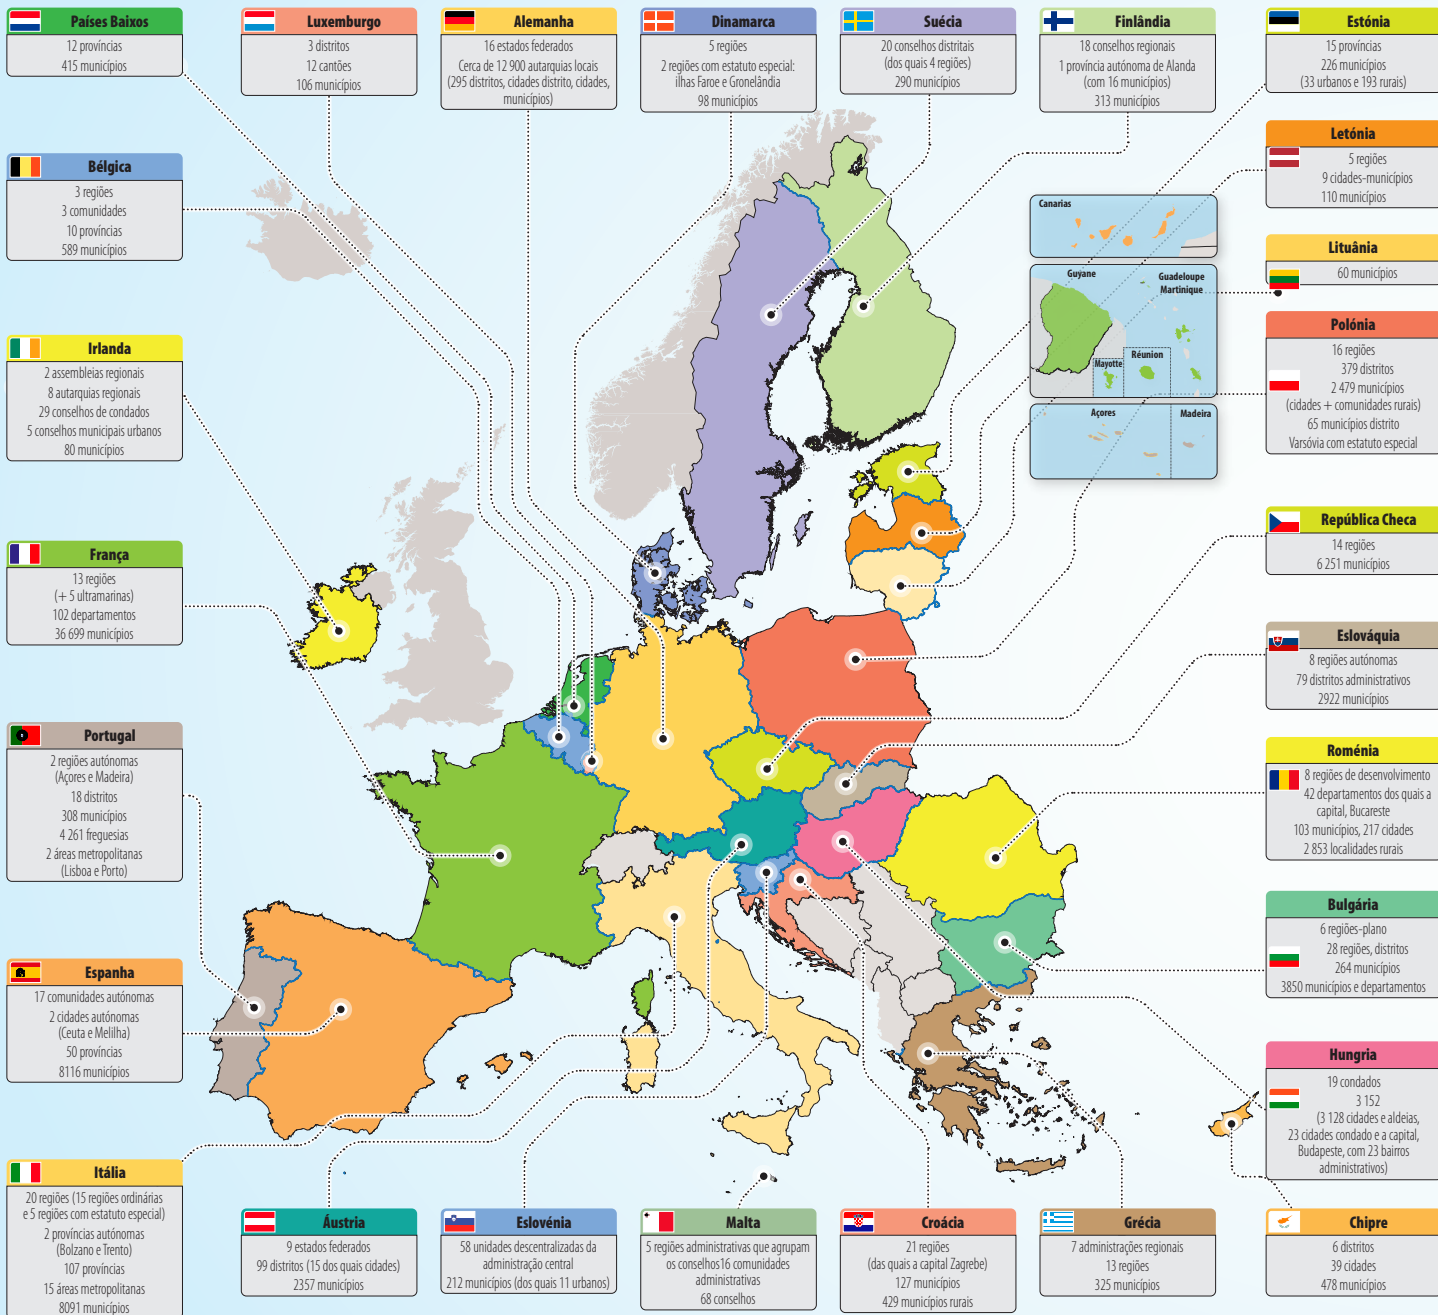 Países Baixos
12 províncias
415 municípios
Luxemburgo
3 distritos
12 cantões
106 municípios
Alemanha
16 estados federados
Cerca de 12 900 autarquias locais
(295 distritos, cidades distrito, cidades,
municípios)
Dinamarca
5 regiões
2 regiões com estatuto especial:
ilhas Faroe e Gronelândia
98 municípios
Suécia
20 conselhos distritais
(dos quais 4 regiões)
290 municípios
Finlândia
18 conselhos regionais
1 província autónoma de Alanda
(com 16 municípios)
313 municípios
Estónia
15 províncias
226 municípios
(33 urbanos e 193 rurais)
Letónia
5 regiões
9 cidades-municípios
110 municípios
Lituânia
60 municípios
Polónia
16 regiões
379 distritos
2 479 municípios
(cidades + comunidades rurais)
65 municípios distrito
Varsóvia com estatuto especial
República Checa
14 regiões
6 251 municípios
Eslováquia
8 regiões autónomas
79 distritos administrativos
2922 municípios
Roménia
8 regiões de desenvolvimento
42 departamentos dos quais a
capital, Bucareste
103 municípios, 217 cidades
2 853 localidades rurais
Bulgária
6 regiões-plano
28 regiões, distritos
264 municípios
3850 municípios e departamentos
Hungria
19 condados
3 152
(3 128 cidades e aldeias,
23 cidades condado e a capital,
Budapeste, com 23 bairros
administrativos)
Chipre
6 distritos
39 cidades
478 municípios
Bélgica
3 regiões
3 comunidades
10 províncias
589 municípios
Irlanda
2 assembleias regionais
8 autarquias regionais
29 conselhos de condados
5 conselhos municipais urbanos
80 municípios
França
13 regiões
(+ 5 ultramarinas)
102 departamentos
36 699 municípios
Portugal
2 regiões autónomas
(Açores e Madeira)
18 distritos
308 municípios
4 261 freguesias
2 áreas metropolitanas
(Lisboa e Porto)
Espanha
17 comunidades autónomas
2 cidades autónomas
(Ceuta e Melilha)
50 províncias
8116 municípios
Itália
20 regiões (15 regiões ordinárias
e 5 regiões com estatuto especial)
2 províncias autónomas
(Bolzano e Trento)
107 províncias
15 áreas metropolitanas
8091 municípios
Áustria
9 estados federados
99 distritos (15 dos quais cidades)
2357 municípios
Eslovénia
58 unidades descentralizadas da
administração central
212 municípios (dos quais 11 urbanos)
Malta
5 regiões administrativas que agrupam
os conselhos16 comunidades
administrativas
68 conselhos
Croácia
21 regiões
(das quais a capital Zagrebe)
127 municípios
429 municípios rurais
Grécia
7 administrações regionais
13 regiões
325 municípios
Canarias
Guyane
Guadeloupe
Martinique
Mayotte
Réunion
Açores
Madeira